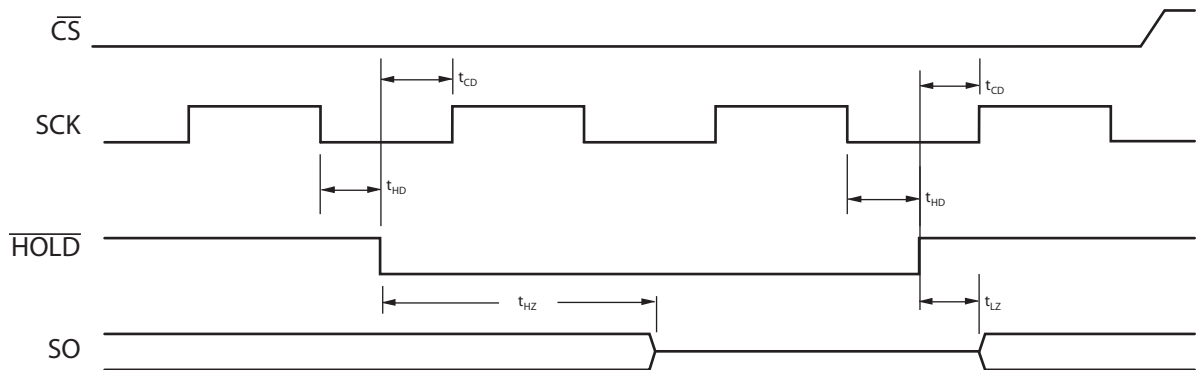 CS
t_CD
t_CD
SCK
t_HD
t_HD
HOLD
t_HZ
t_LZ
SO